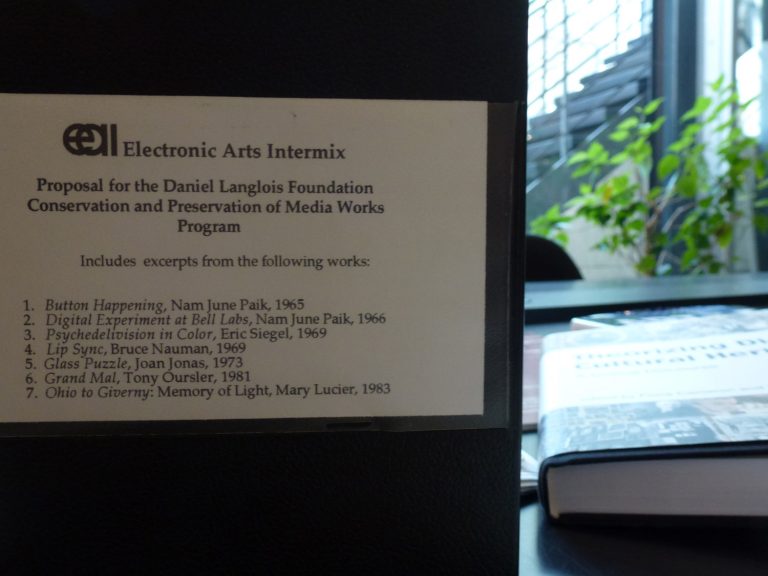 eai Electronic Arts Intermix
Proposal for the Daniel Langlois Foundation
Conservation and Preservation of Media Works
Program
Includes excerpts from the following works:
1. Button Happening, Nam June Paik, 1965
2. Digital Experiment at Bell Labs, Nam June Paik, 1966
3. Psychedelivision in Color, Eric Siegel, 1969
4. Lip Sync, Bruce Nauman, 1969
5. Glass Puzzle, Joan Jonas, 1973
6. Grand Mal, Tony Oursler, 1981
7. Ohio to Giverny: Memory of Light, Mary Lucier, 1983